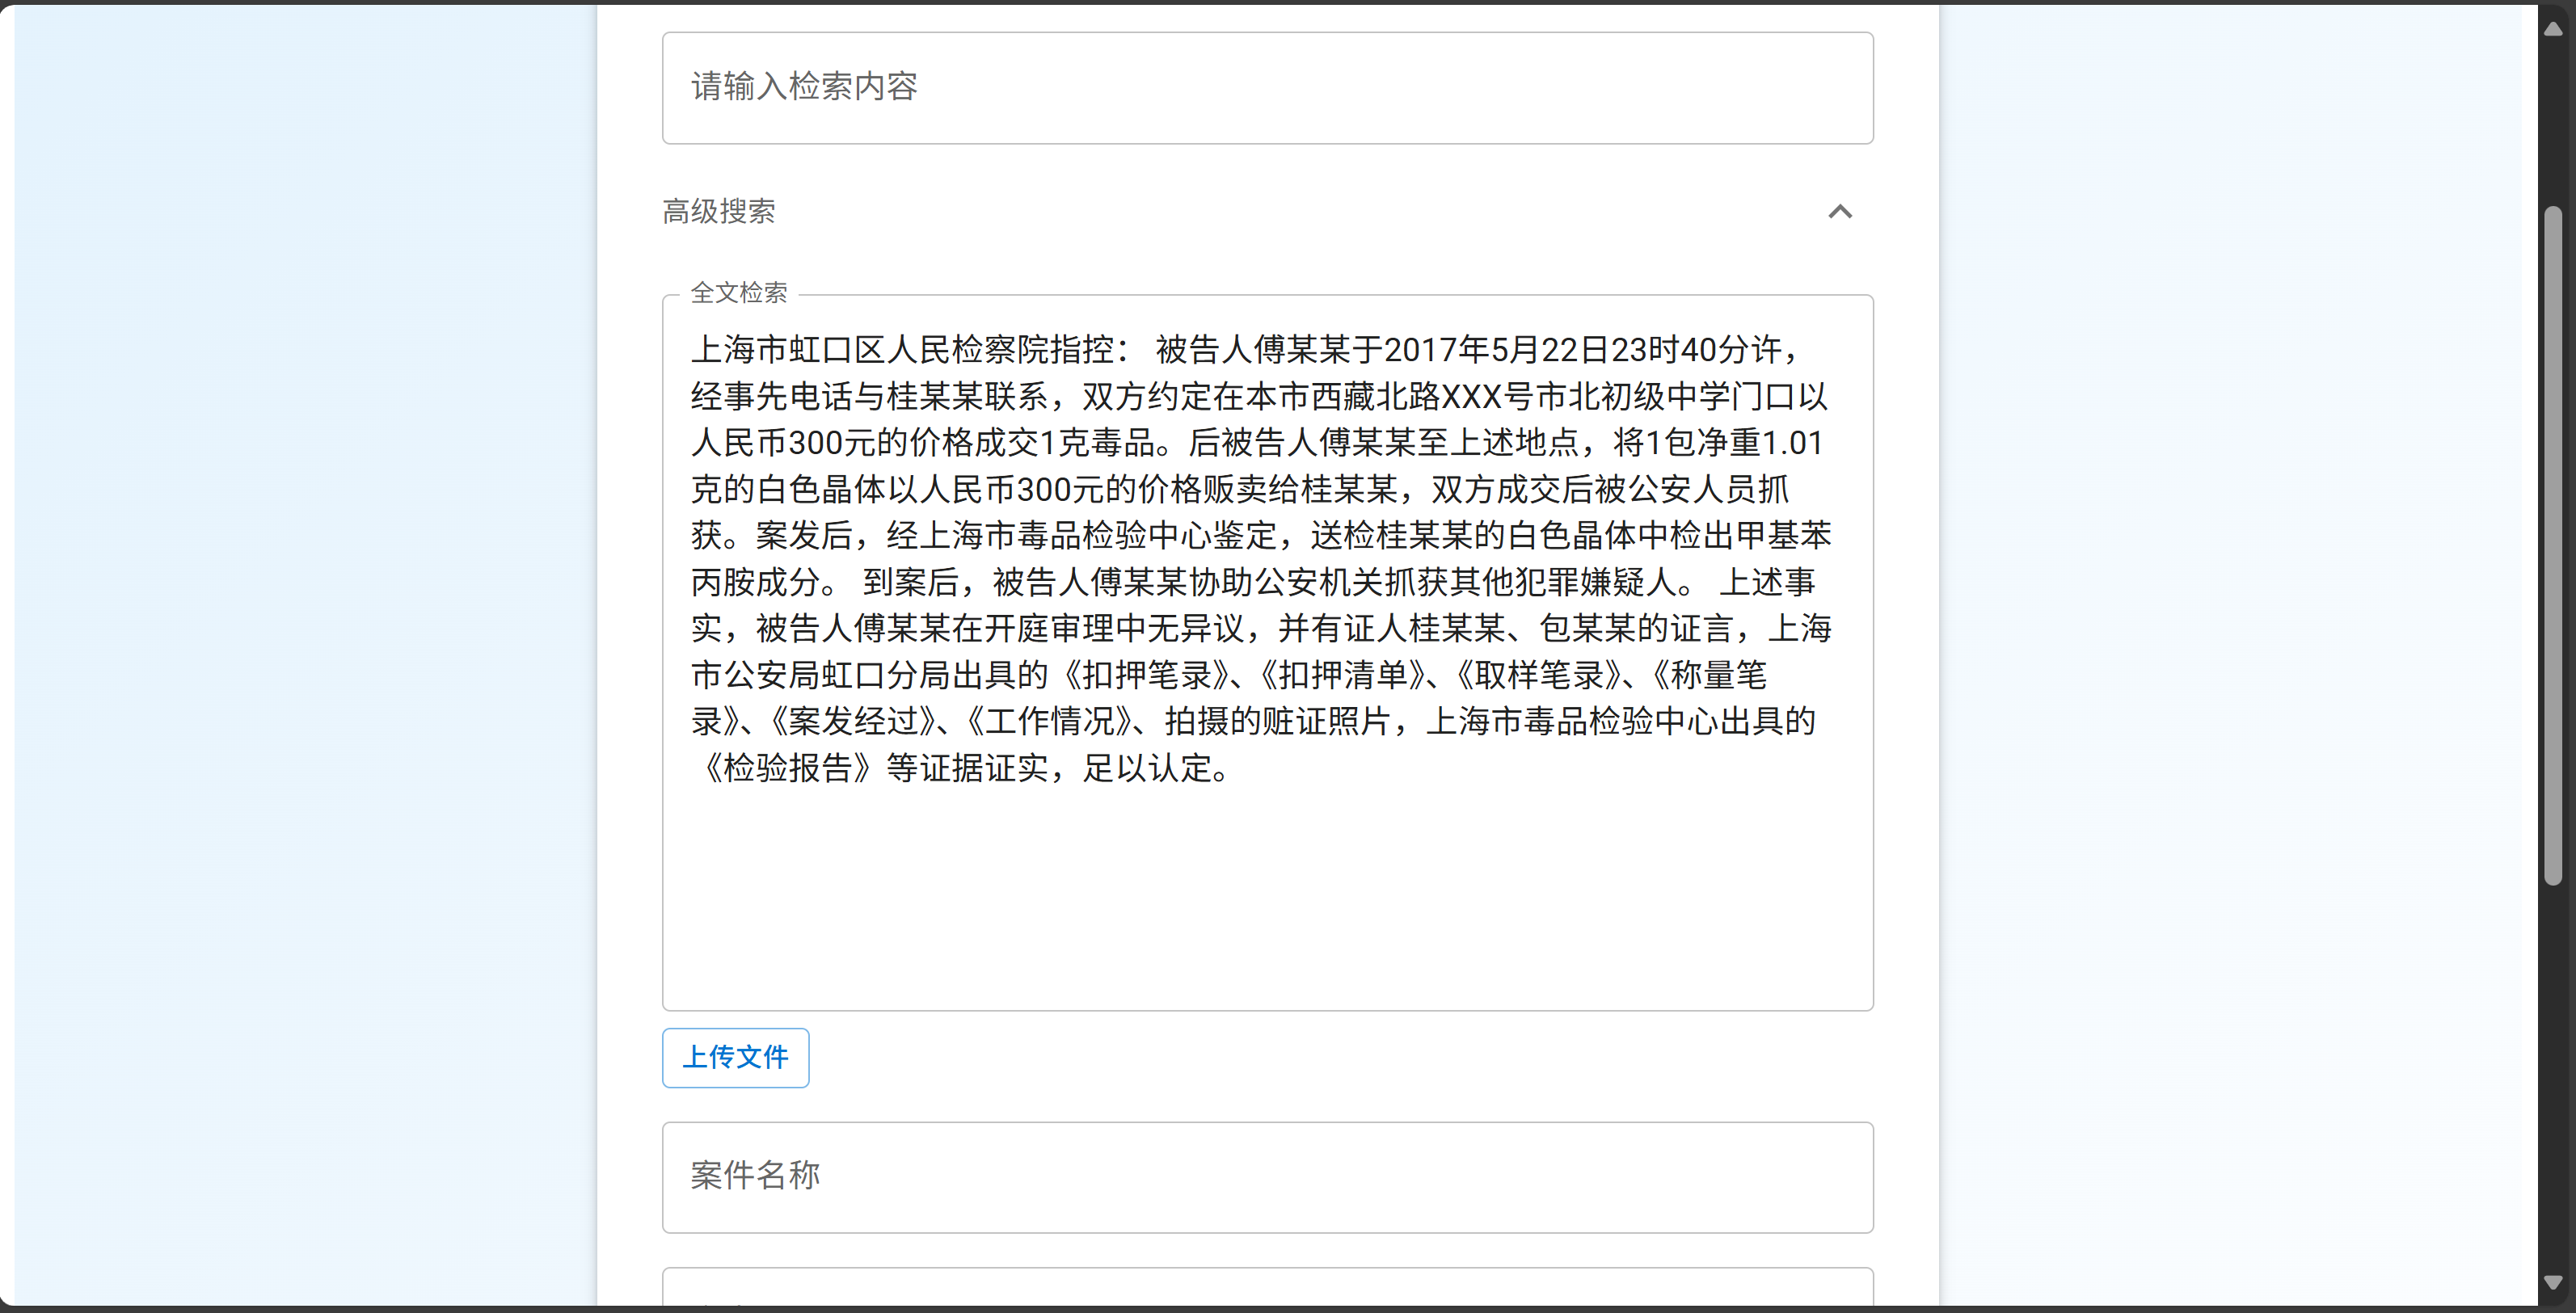 请输入检索内容
高级搜索
全文检索
上海市虹口区人民检察院指控： 被告人傅某某于2017年5月22日23时40分许，
经事先电话与桂某某联系，双方约定在本市西藏北路XXX号市北初级中学门口以
人民币300元的价格成交1克毒品。后被告人傅某某至上述地点，将1包净重1.01
克的白色晶体以人民币300元的价格贩卖给桂某某，双方成交后被公安人员抓
获。案发后，经上海市毒品检验中心鉴定，送检桂某某的白色晶体中检出甲基苯
丙胺成分。 到案后，被告人傅某某协助公安机关抓获其他犯罪嫌疑人。 上述事
实，被告人傅某某在开庭审理中无异议，并有证人桂某某、包某某的证言，上海
市公安局虹口分局出具的《扣押笔录》、《扣押清单》、《取样笔录》、《称量笔
录》、《案发经过》、《工作情况》、拍摄的赃证照片，上海市毒品检验中心出具的
《检验报告》等证据证实，足以认定。
上传文件
案件名称